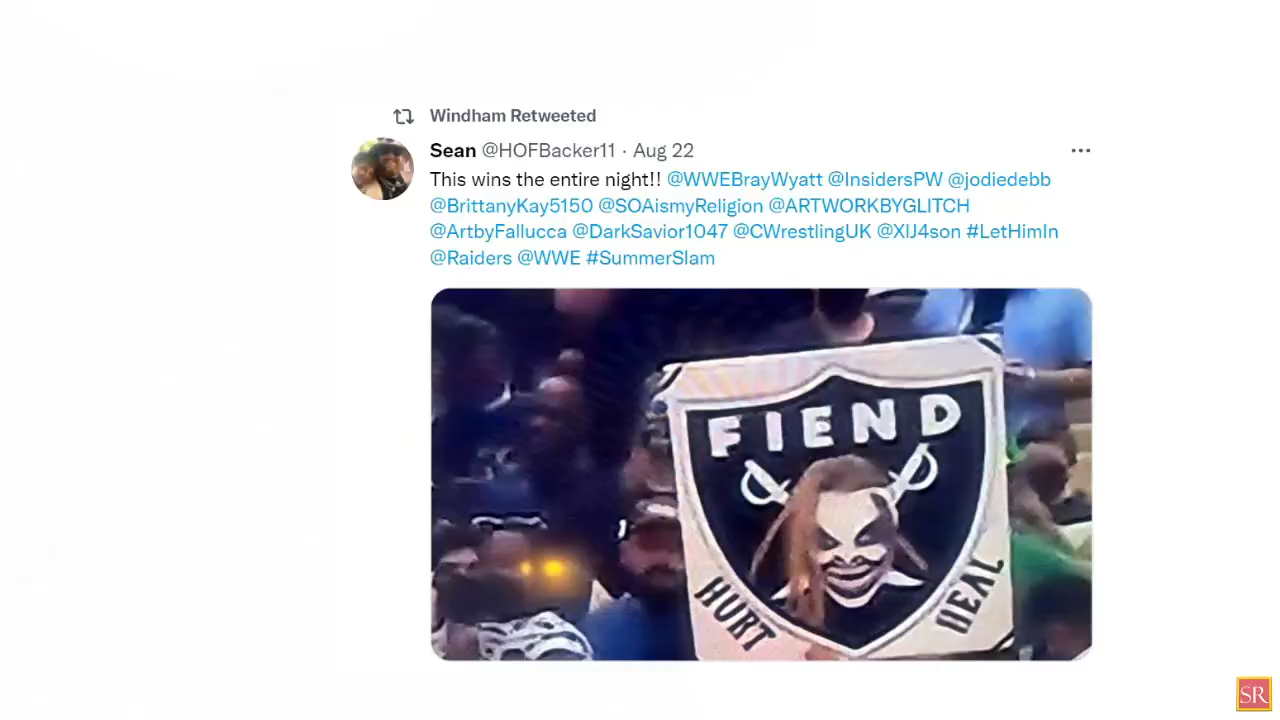 Windham Retweeted
Sean @HOFBacker11 · Aug 22
This wins the entire night!! @WWEBrayWyatt @InsidersPW @jodiedebb
@BrittanyKay5150 @SOAismyReligion @ARTWORKBYGLITCH
@ArtbyFallucca @DarkSavior1047 @CWrestlingUK @XIJ4son #LetHimIn
@Raiders @WWE #SummerSlam
FIEND
HURT
HEAL
SR